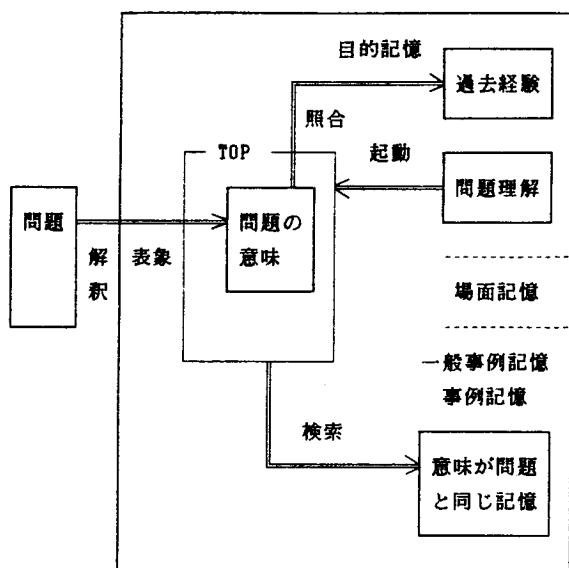 目的記憶
過去経験
照合
TOP
起動
問題
問題の
意味
問題理解
解釈
表象
場面記憶
一般事例記憶
事例記憶
検索
意味が問題
と同じ記憶